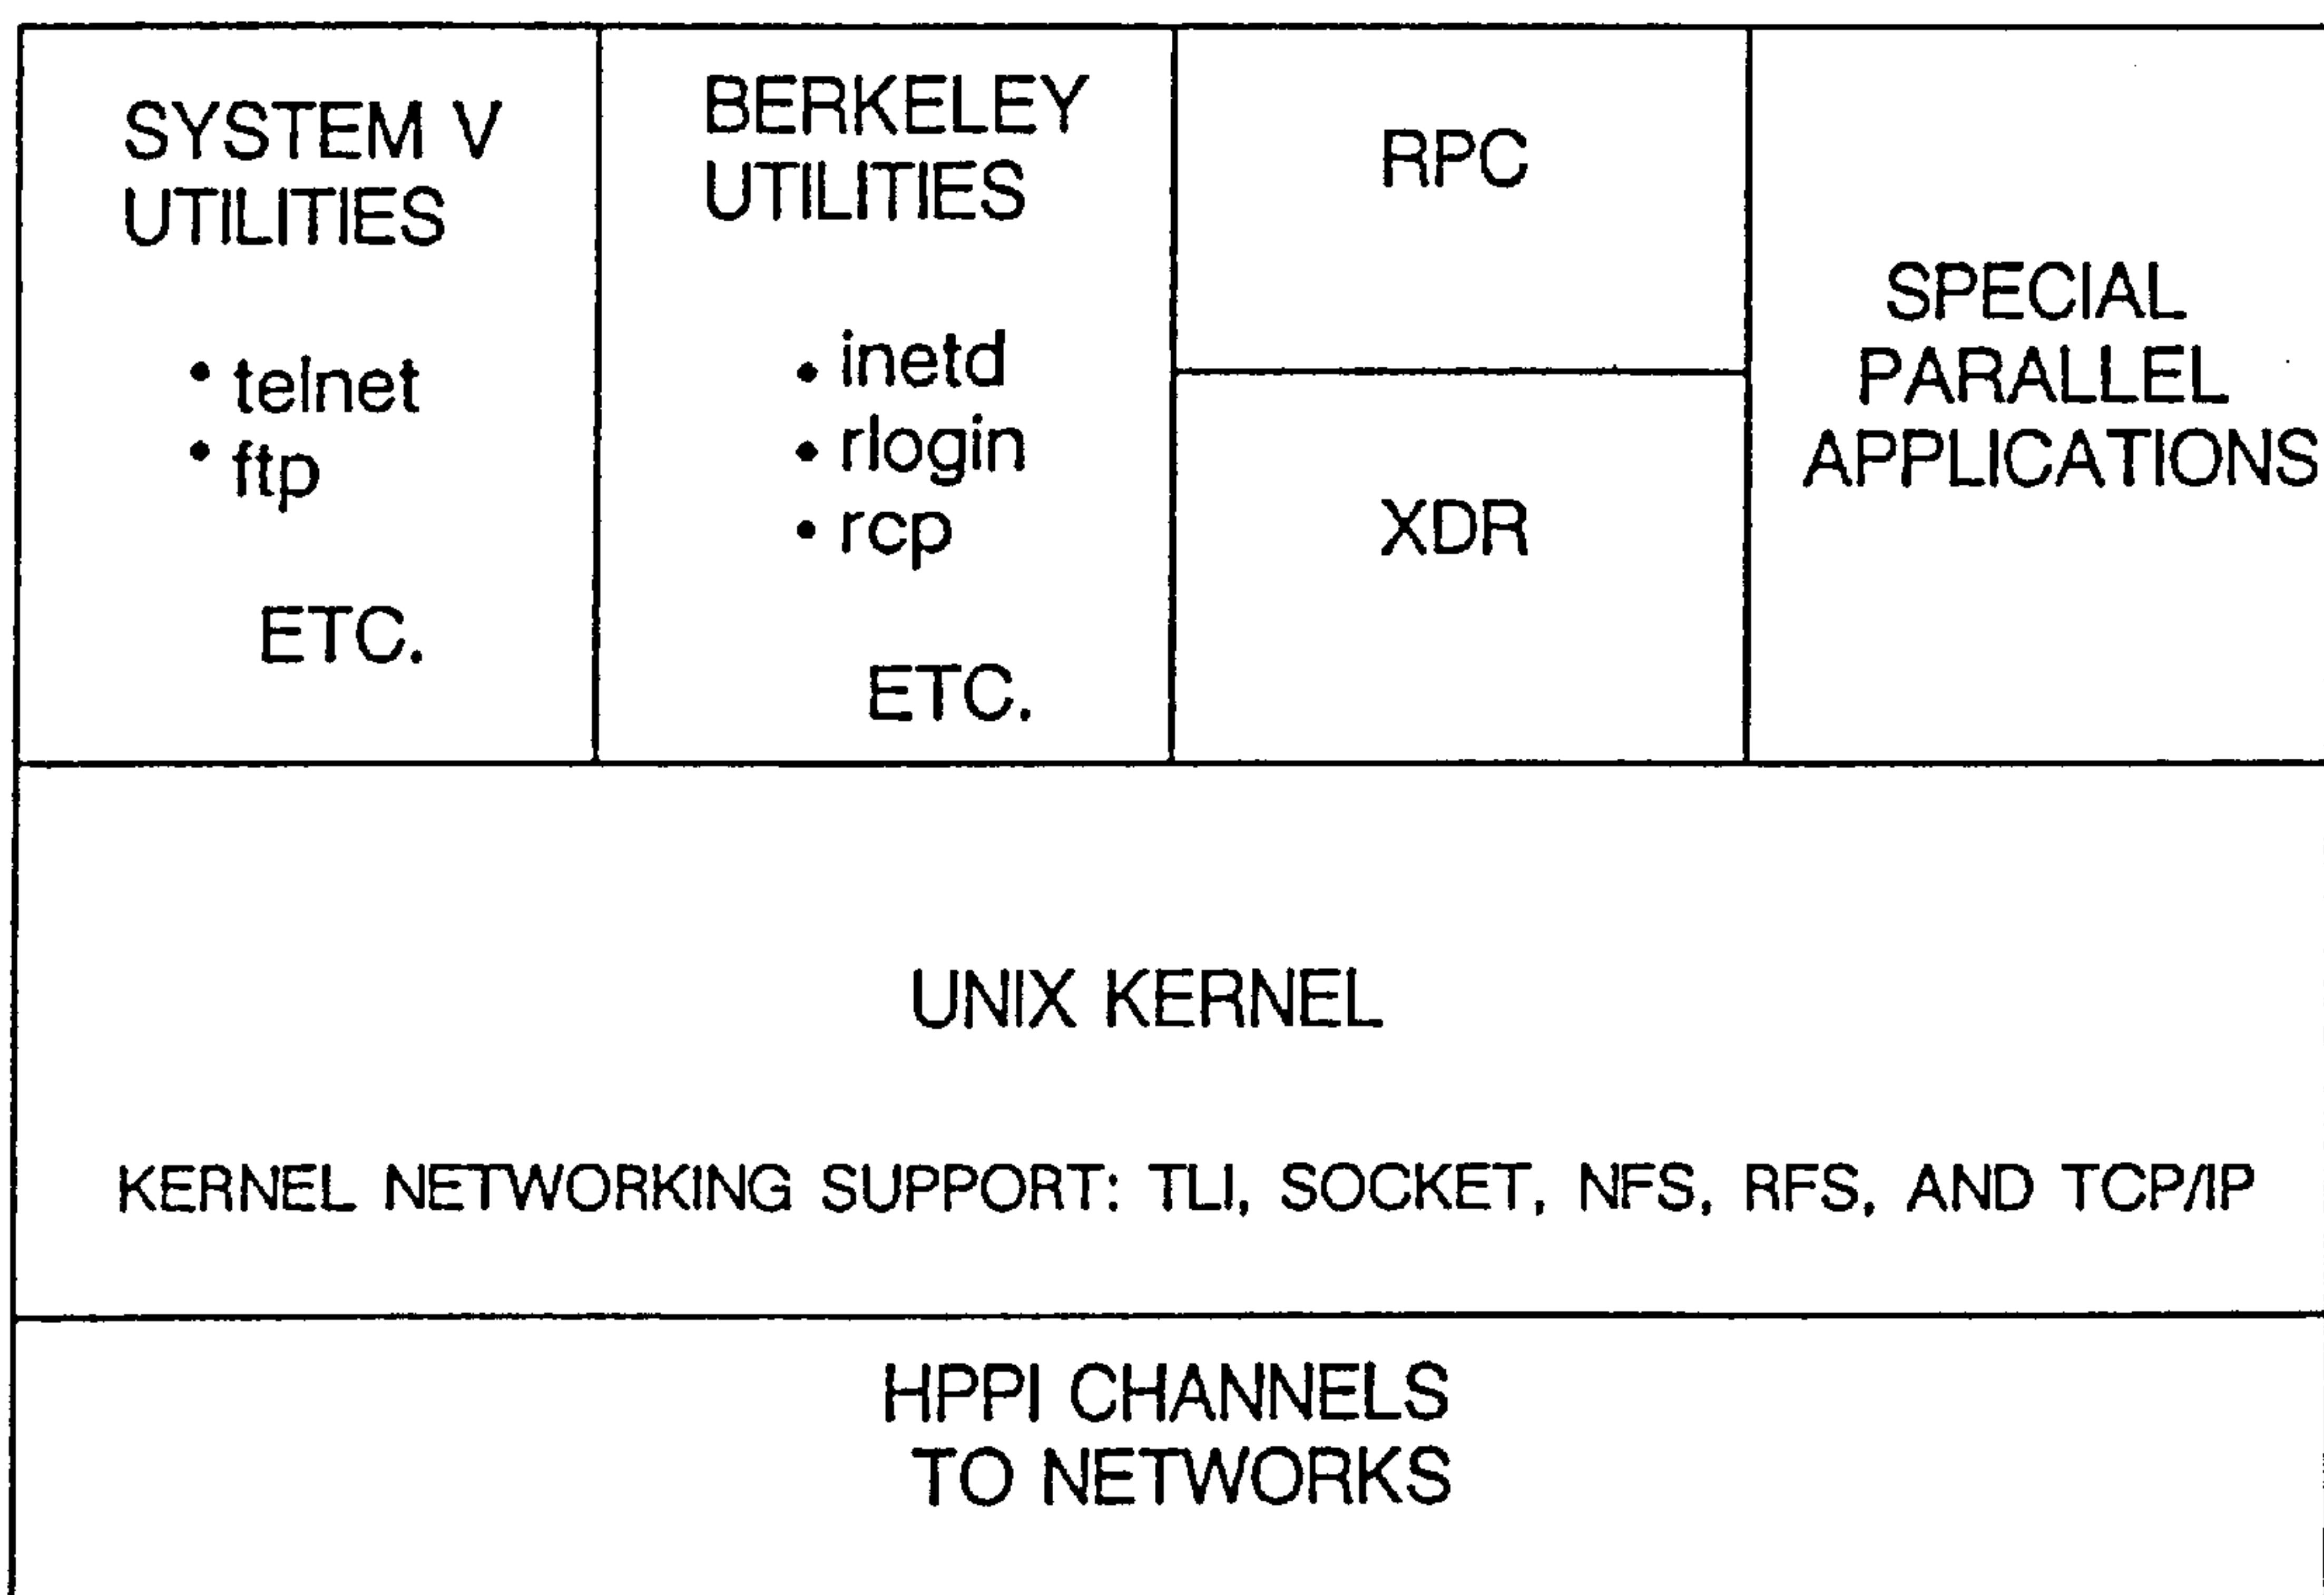 SYSTEM V
UTILITIES
• telnet
• ftp
ETC.
BERKELEY
UTILITIES
• inetd
• rlogin
• rcp
ETC.
RPC
XDR
SPECIAL
PARALLEL
APPLICATIONS
UNIX KERNEL
KERNEL NETWORKING SUPPORT: TLI, SOCKET, NFS, RFS, AND TCP/IP
HPPI CHANNELS
TO NETWORKS